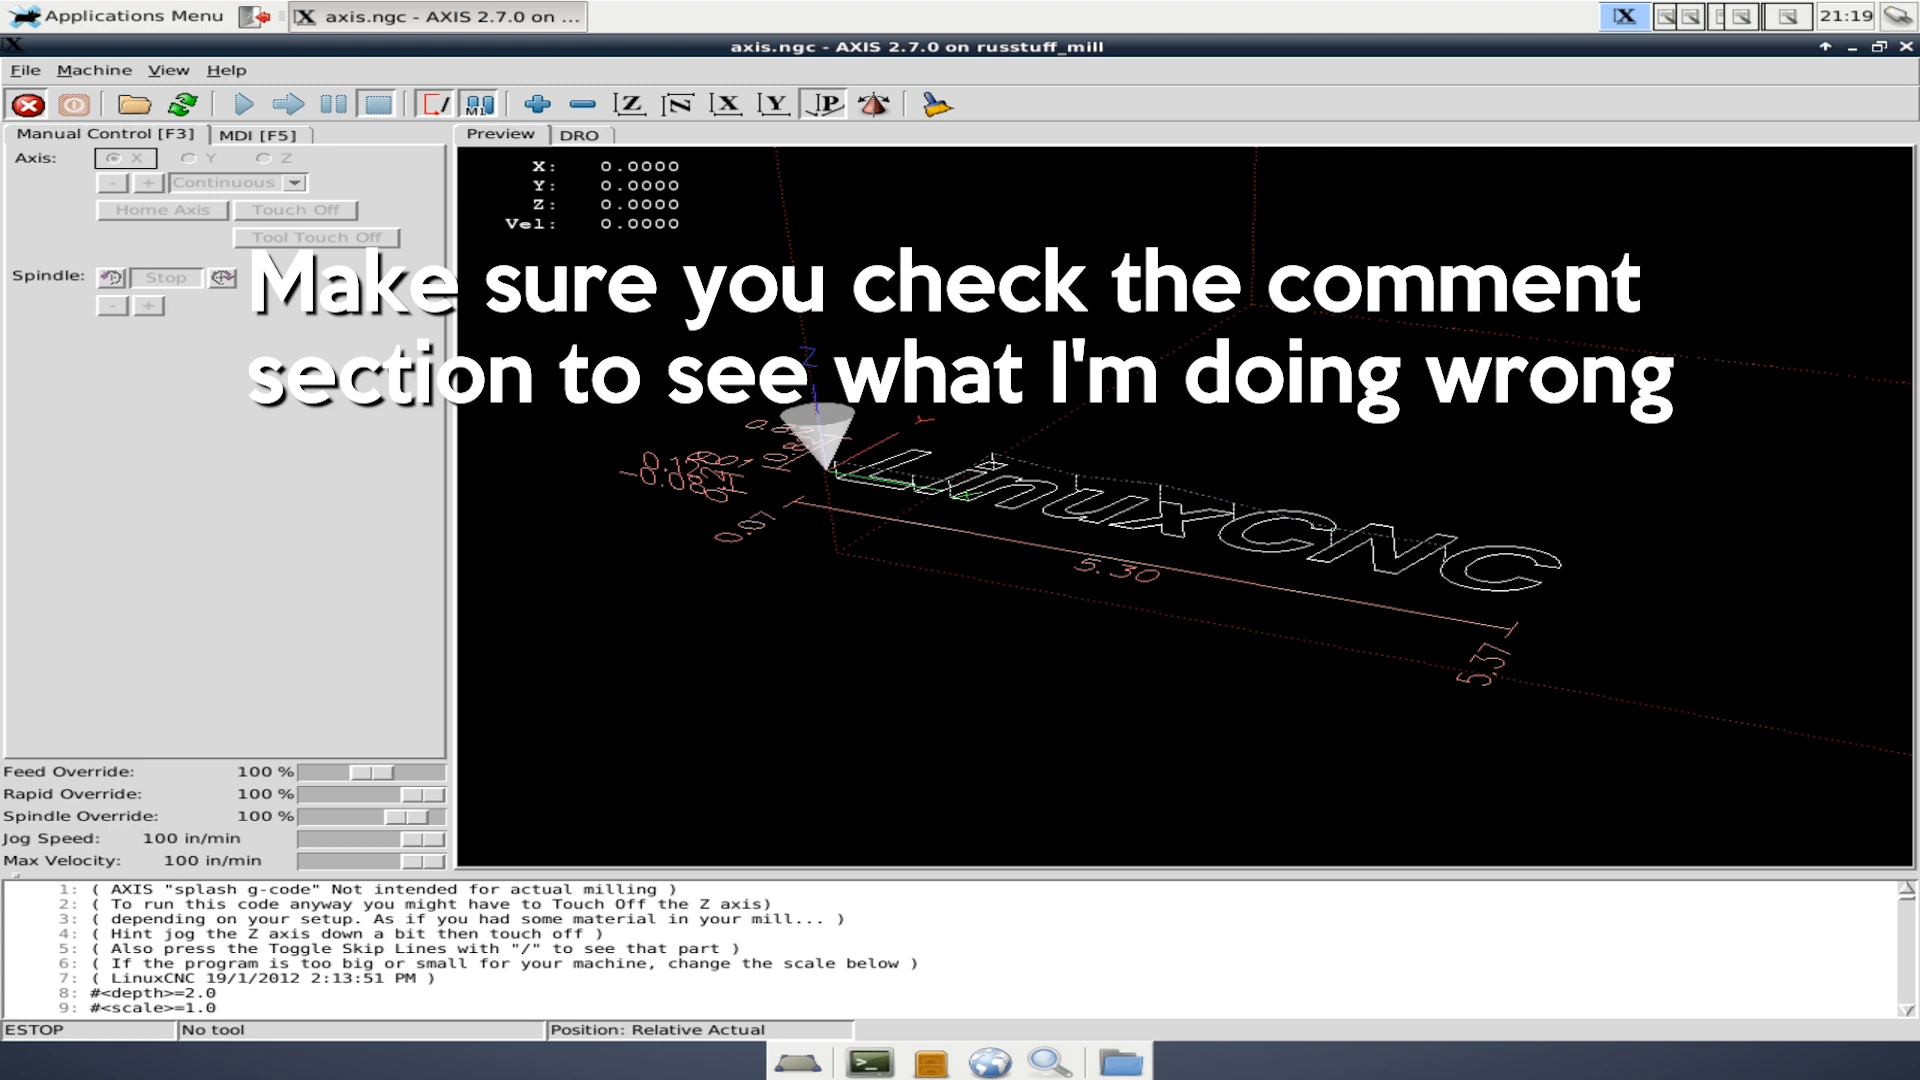 Applications Menu
axis.ngc - AXIS 2.7.0 on ...
21:19
axis.ngc - AXIS 2.7.0 on russtuff_mill
File Machine View Help
Manual Control [F3] MDI [F5]
Preview DRO
Axis: X Y Z
- + Continuous
Home Axis Touch Off
Tool Touch Off
Spindle: Stop
- +
X: 0.0000
Y: 0.0000
Z: 0.0000
Vel: 0.0000
Make sure you check the comment
section to see what I'm doing wrong
Z
Y
X
LinuxCNC
0.07
5.30
5.37
Feed Override: 100 %
Rapid Override: 100 %
Spindle Override: 100 %
Jog Speed: 100 in/min
Max Velocity: 100 in/min
1: ( AXIS "splash g-code" Not intended for actual milling )
2: ( To run this code anyway you might have to Touch Off the Z axis)
3: ( depending on your setup. As if you had some material in your mill... )
4: ( Hint jog the Z axis down a bit then touch off )
5: ( Also press the Toggle Skip Lines with "/" to see that part )
6: ( If the program is too big or small for your machine, change the scale below )
7: ( LinuxCNC 19/1/2012 2:13:51 PM )
8: #<depth>=2.0
9: #<scale>=1.0
ESTOP No tool Position: Relative Actual